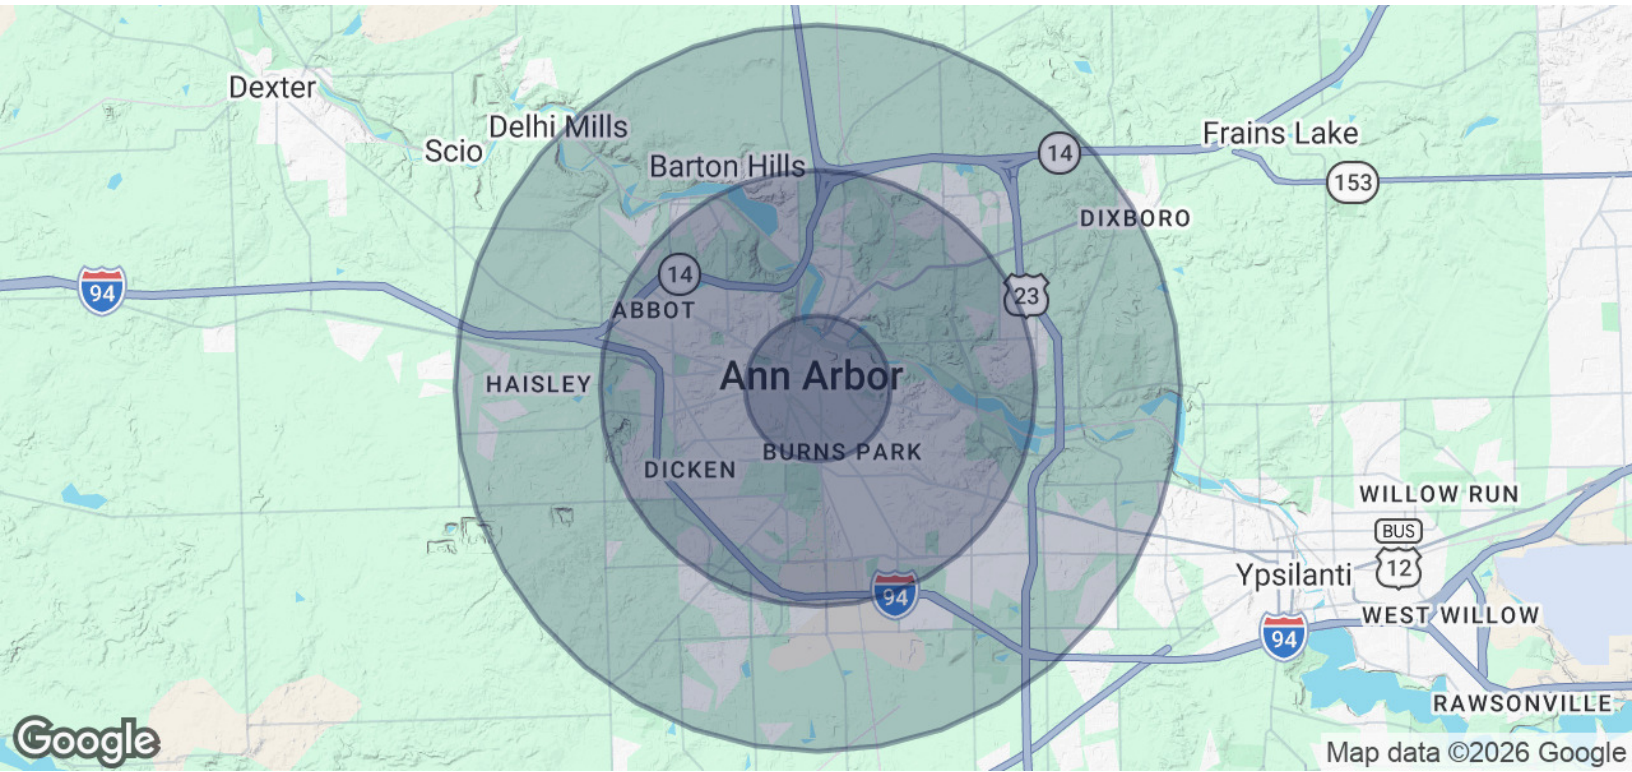 Dexter
Delhi Mills
Scio
Frains Lake
14
Barton Hills
153
DIXBORO
14
94
23
ABBOT
Ann Arbor
HAISLEY
BURNS PARK
DICKEN
WILLOW RUN
BUS
12
Ypsilanti
94
WEST WILLOW
94
RAWSONVILLE
Google
Map data ©2026 Google